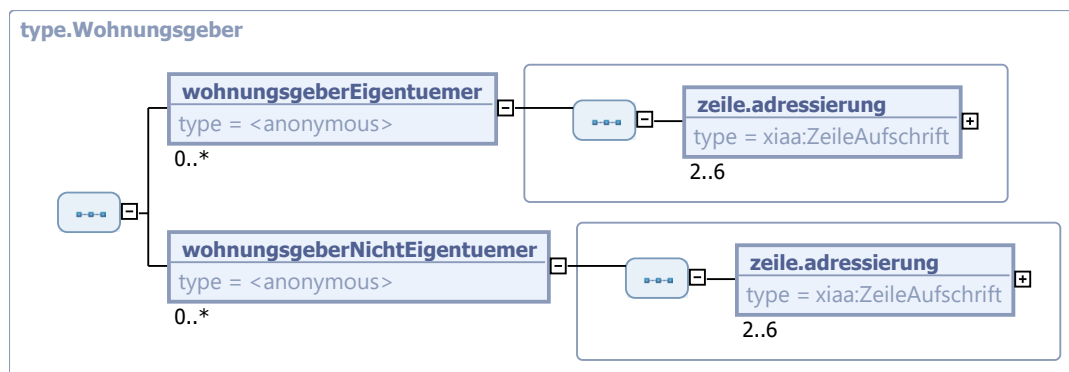 type.Wohnungsgeber
wohnungsgeberEigentuemer
type = <anonymous>
0..*
zeile.adressierung
type = xiaa:ZeileAufschrift
2..6
wohnungsgeberNichtEigentuemer
type = <anonymous>
0..*
zeile.adressierung
type = xiaa:ZeileAufschrift
2..6